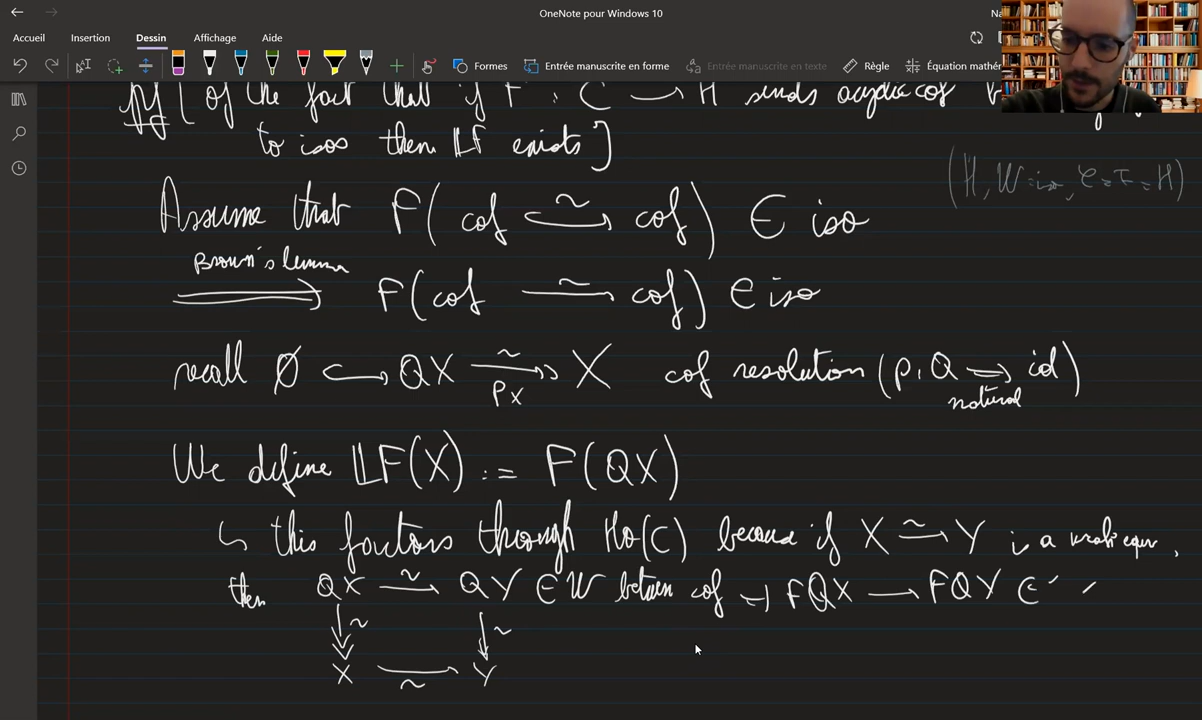 OneNote pour Windows 10
Accueil Insertion Dessin Affichage Aide
Formes Entrée manuscrite en forme Entrée manuscrite en texte Règle Équation mathé
Pf [ of the fact that if F : C → H sends acyclic cof
to isos then 𝕃F exists ]
(H, W=iso, C=F=H)
Assume that F( cof ↪~ cof ) ∈ iso
Brown's lemma
⟹ F( cof →~ cof ) ∈ iso
recall ∅ ↪ QX ↠~ X cof resolution (p: Q ⟹ id)
pX natural
We define 𝕃F(X) := F(QX)
↳ this factors through Ho(C) because if X →~ Y is a weak equiv,
then QX →~ QY ∈ W between cof ⇒ FQX → FQY ∈
↓~ ↓~
X →~ Y